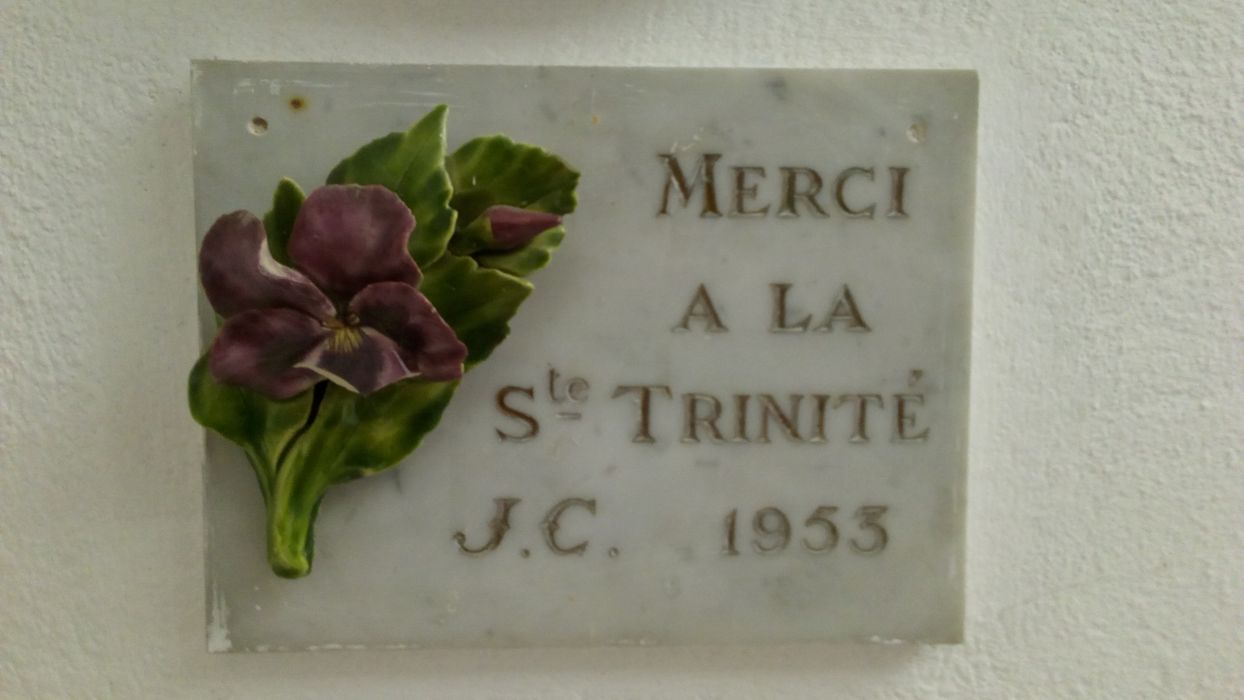 MERCI
A LA
Ste TRINITÉ
J.C. 1953